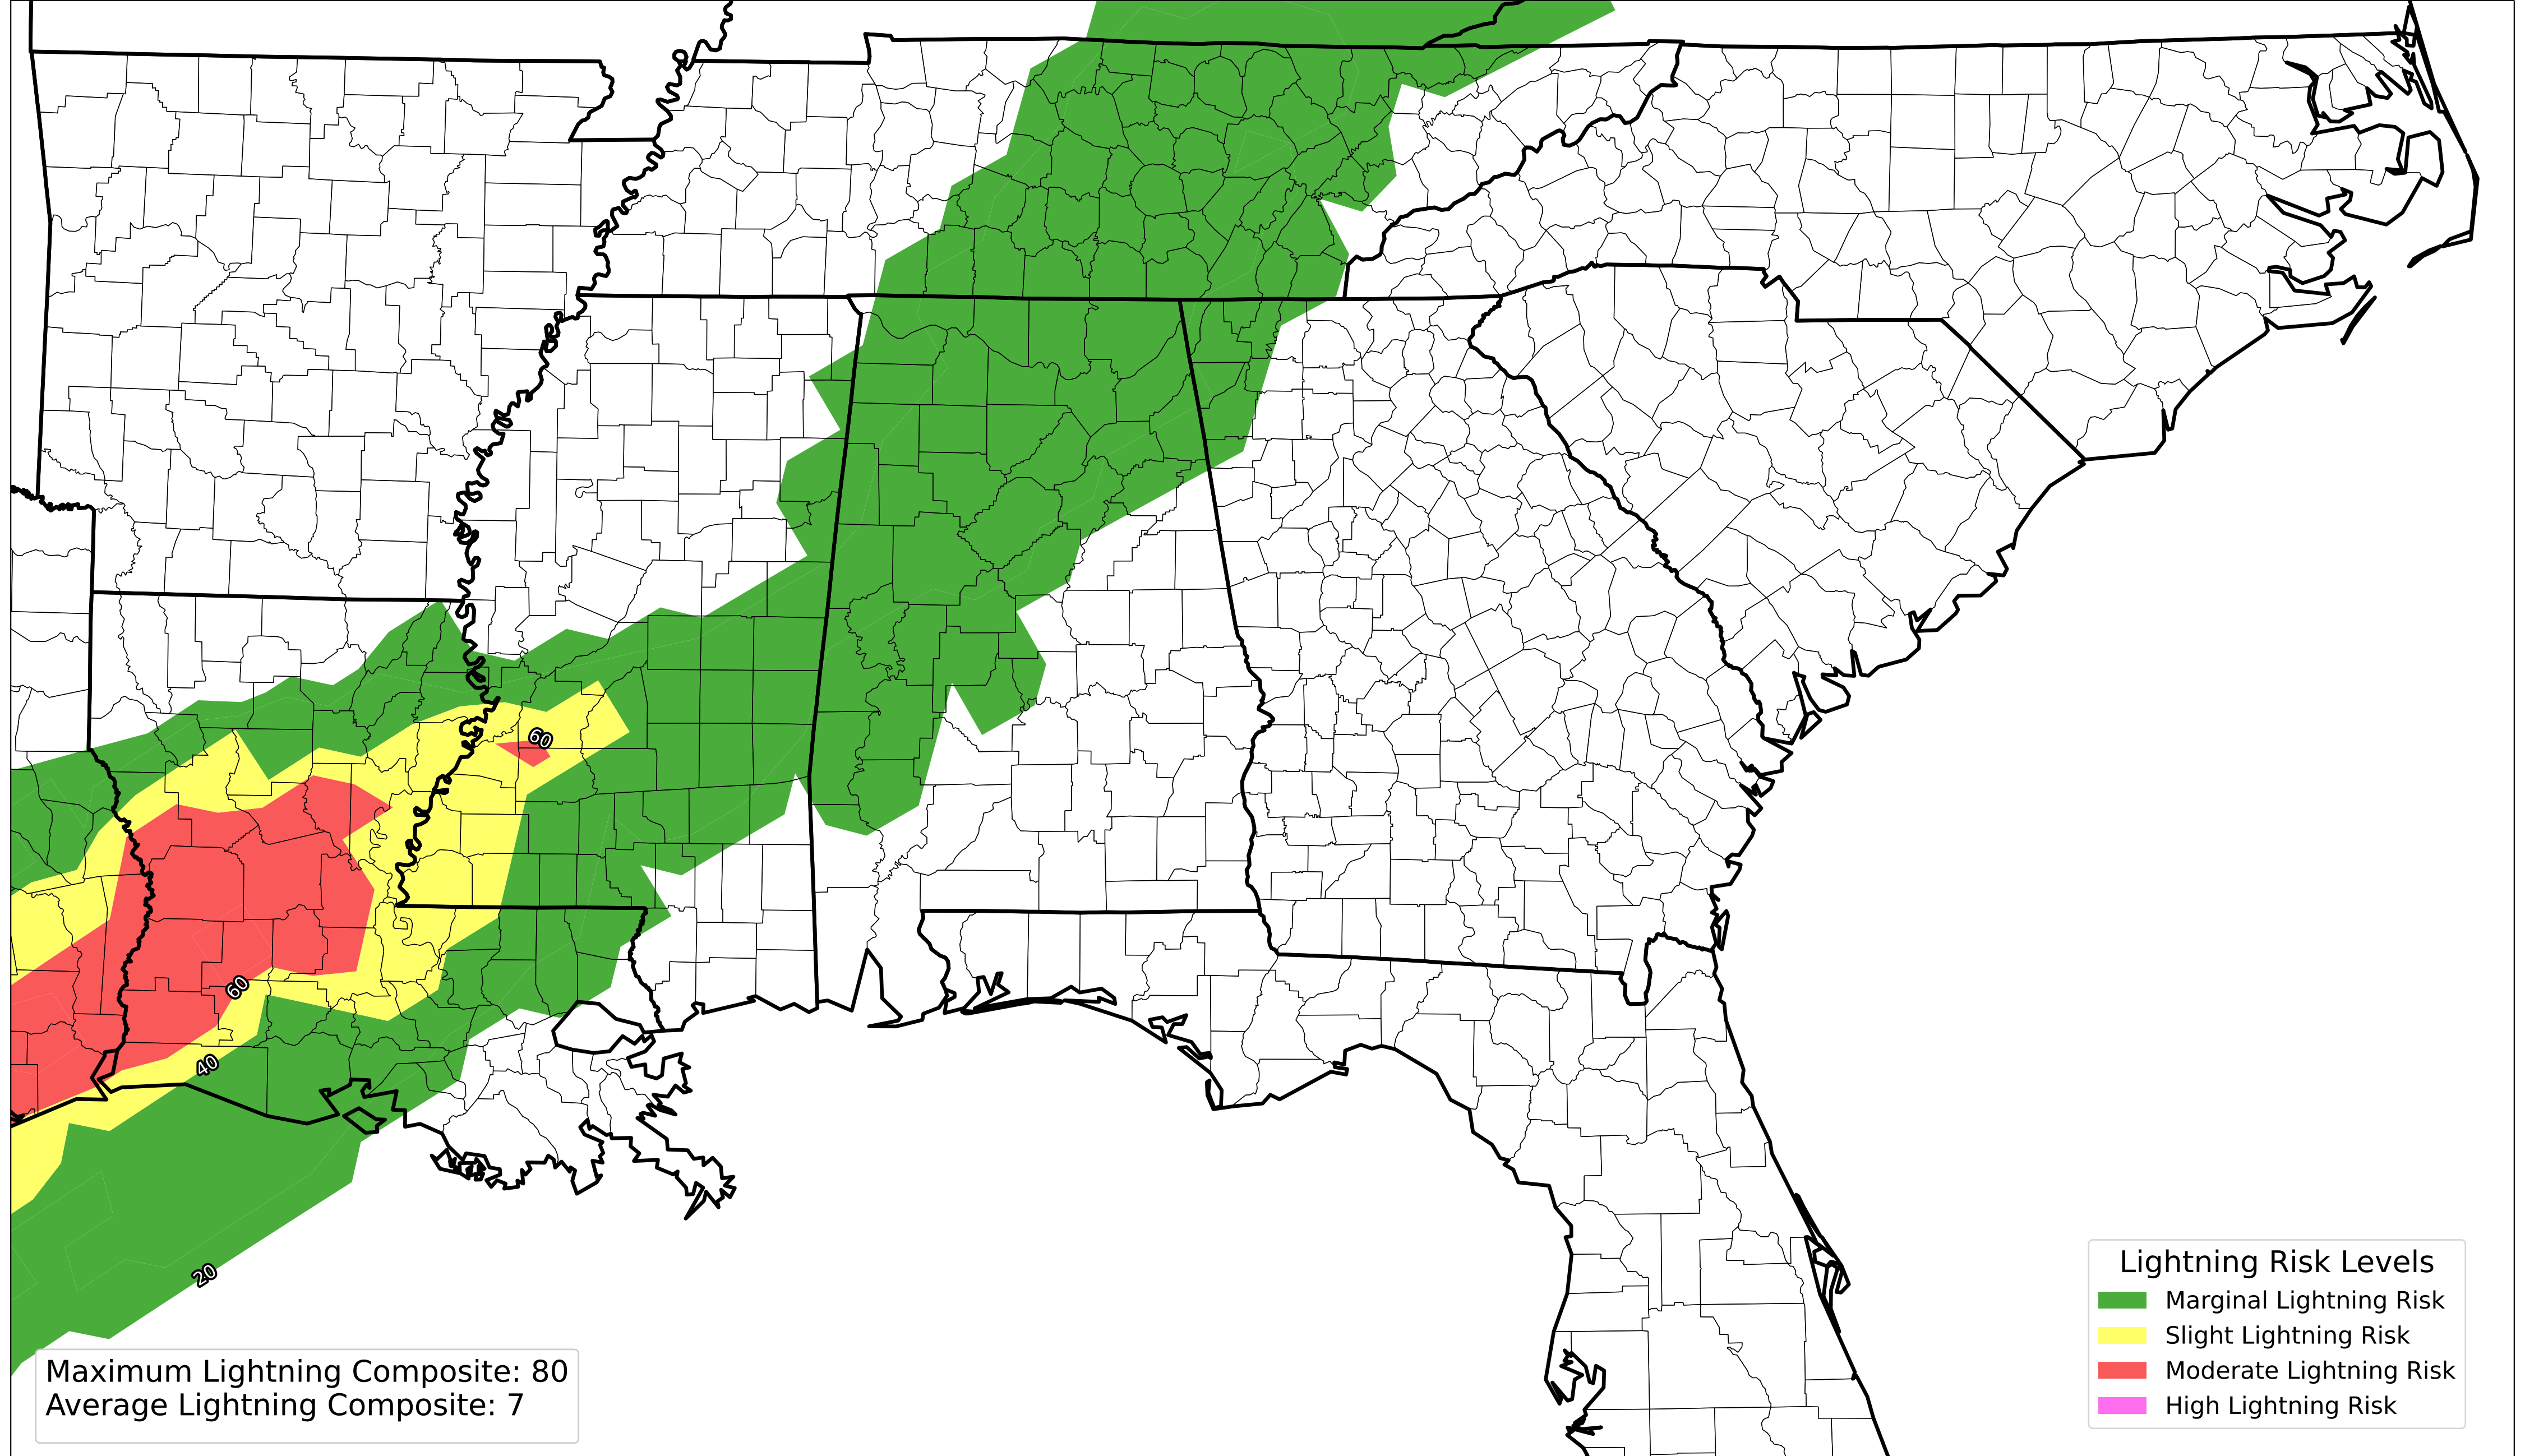 60
60
40
20
Maximum Lightning Composite: 80
Average Lightning Composite: 7
Lightning Risk Levels
Marginal Lightning Risk
Slight Lightning Risk
Moderate Lightning Risk
High Lightning Risk